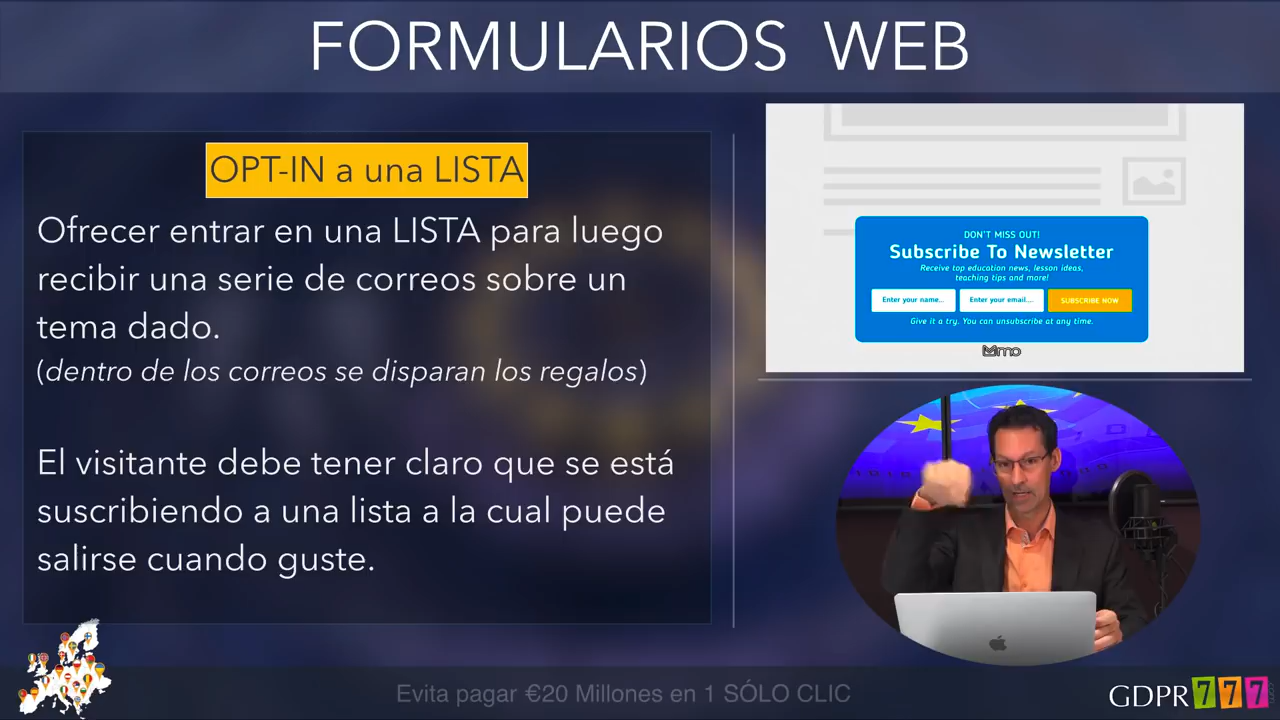 FORMULARIOS WEB
OPT-IN a una LISTA
Ofrecer entrar en una LISTA para luego
recibir una serie de correos sobre un
tema dado.
(dentro de los correos se disparan los regalos)
El visitante debe tener claro que se está
suscribiendo a una lista a la cual puede
salirse cuando guste.
DON'T MISS OUT!
Subscribe To Newsletter
Receive top education news, lesson ideas,
teaching tips and more!
Enter your name...
Enter your email....
SUBSCRIBE NOW
Give it a try. You can unsubscribe at any time.
Evita pagar €20 Millones en 1 SÓLO CLIC
GDPR777